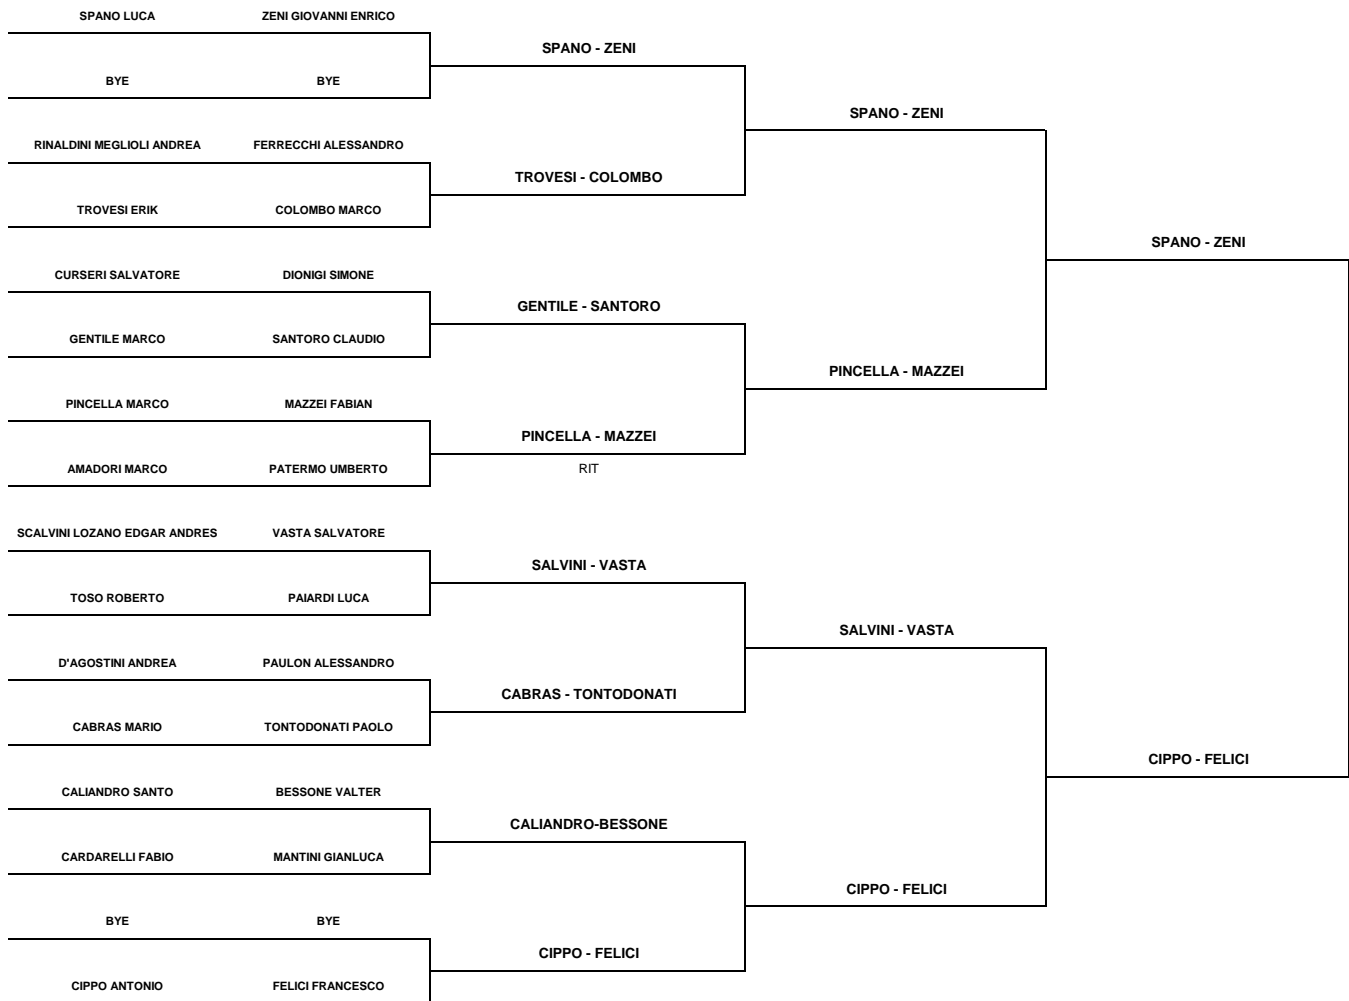 SPANO LUCA ZENI GIOVANNI ENRICO
SPANO - ZENI
BYE BYE
SPANO - ZENI
RINALDINI MEGLIOLI ANDREA FERRECCHI ALESSANDRO
TROVESI - COLOMBO
TROVESI ERIK COLOMBO MARCO
SPANO - ZENI
CURSERI SALVATORE DIONIGI SIMONE
GENTILE - SANTORO
GENTILE MARCO SANTORO CLAUDIO
PINCELLA - MAZZEI
PINCELLA MARCO MAZZEI FABIAN
PINCELLA - MAZZEI
AMADORI MARCO PATERMO UMBERTO RIT
SCALVINI LOZANO EDGAR ANDRES VASTA SALVATORE
SALVINI - VASTA
TOSO ROBERTO PAIARDI LUCA
SALVINI - VASTA
D'AGOSTINI ANDREA PAULON ALESSANDRO
CABRAS - TONTODONATI
CABRAS MARIO TONTODONATI PAOLO
CIPPO - FELICI
CALIANDRO SANTO BESSONE VALTER
CALIANDRO-BESSONE
CARDARELLI FABIO MANTINI GIANLUCA
CIPPO - FELICI
BYE BYE
CIPPO - FELICI
CIPPO ANTONIO FELICI FRANCESCO